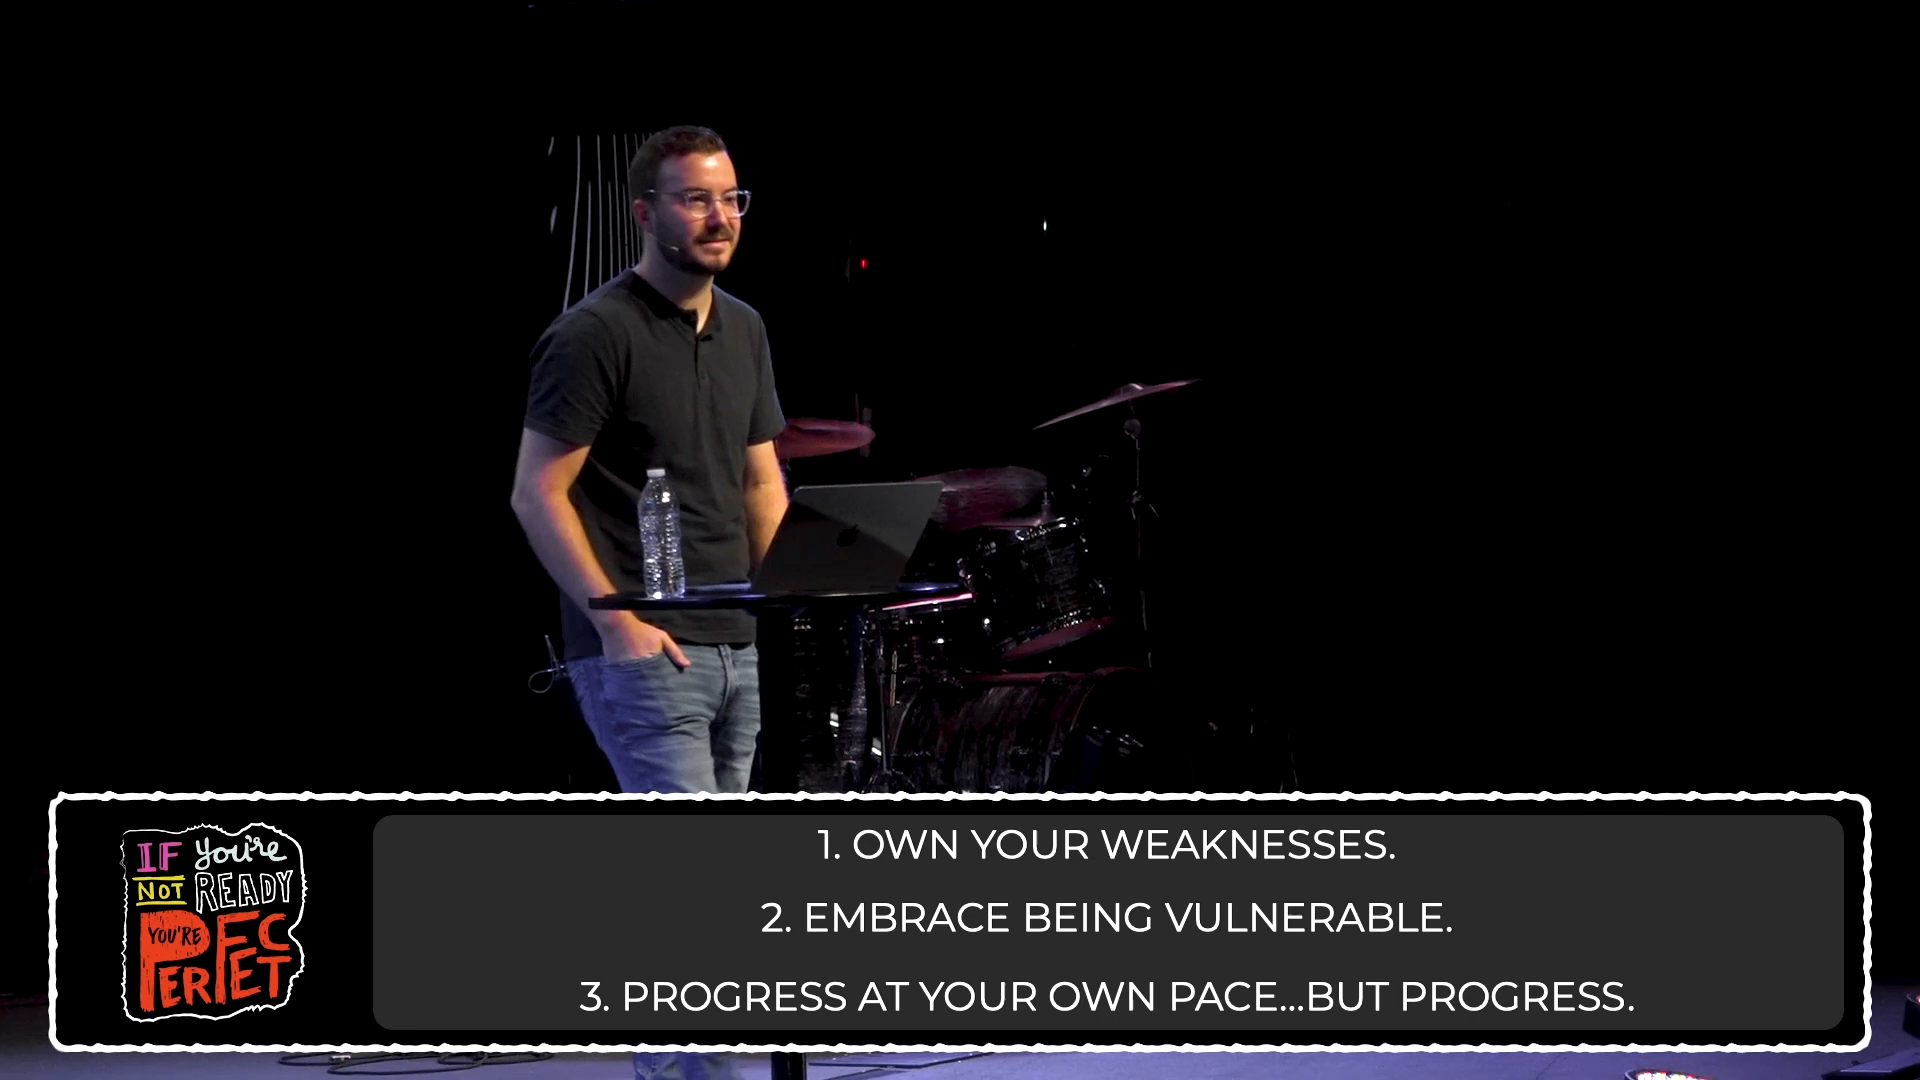 IF You're
NOT READY
YOU'RE
PERFECT
1. OWN YOUR WEAKNESSES.
2. EMBRACE BEING VULNERABLE.
3. PROGRESS AT YOUR OWN PACE...BUT PROGRESS.